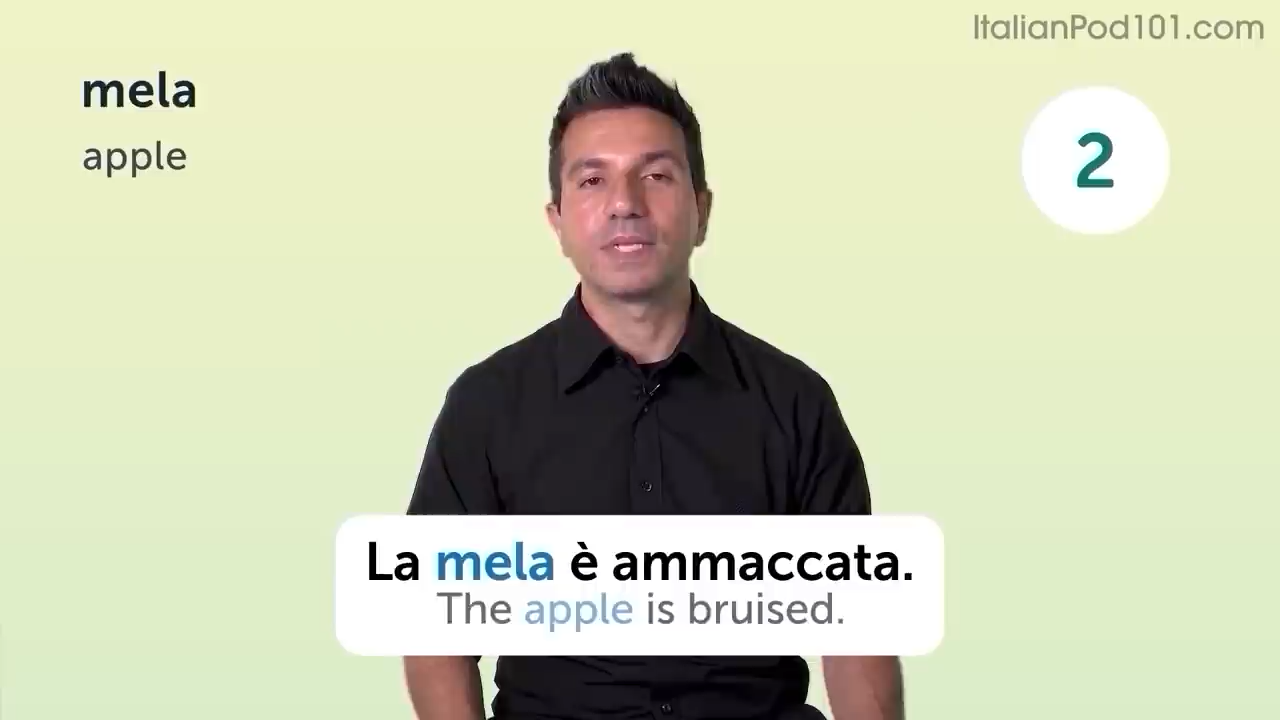 ItalianPod101.com
mela
apple
2
La mela è ammaccata.
The apple is bruised.